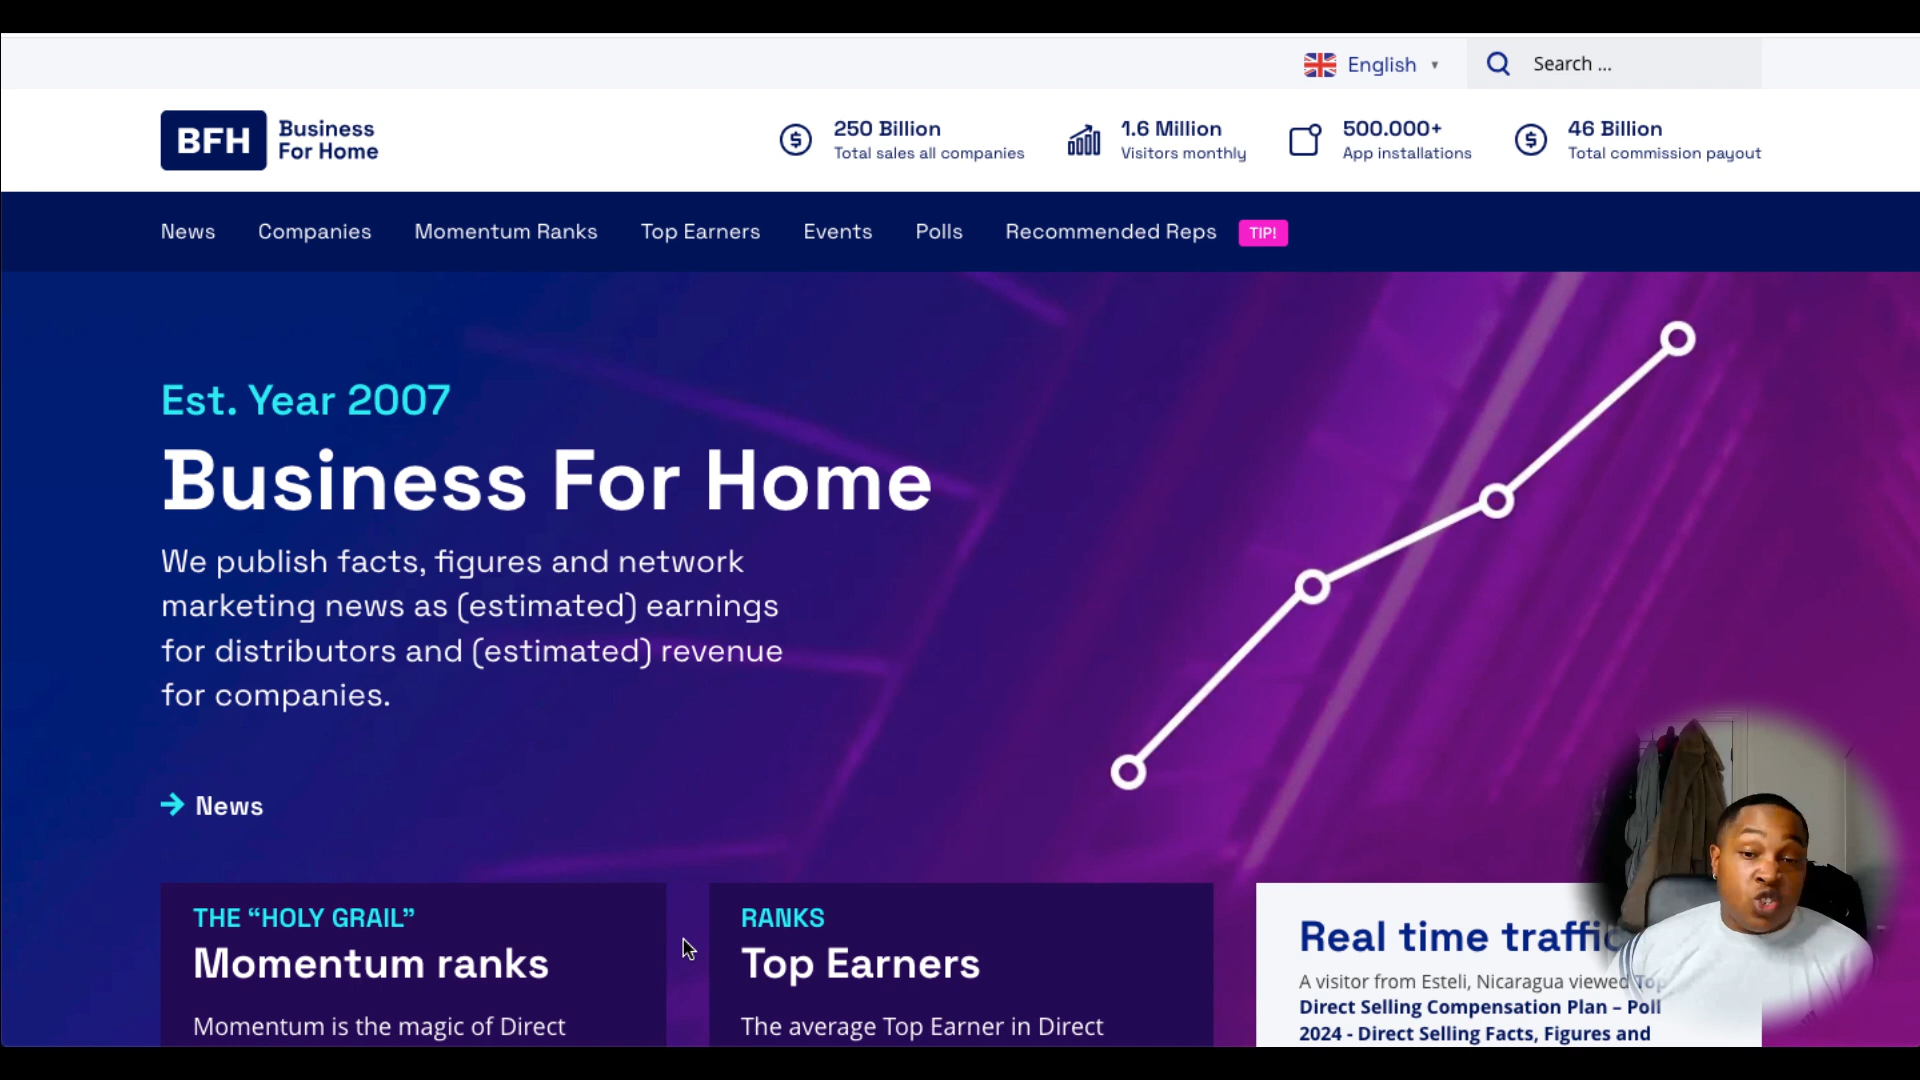 English
Search ...
BFH
Business
For Home
250 Billion
Total sales all companies
1.6 Million
Visitors monthly
500.000+
App installations
46 Billion
Total commission payout
News
Companies
Momentum Ranks
Top Earners
Events
Polls
Recommended Reps
TIP!
Est. Year 2007
Business For Home
We publish facts, figures and network
marketing news as (estimated) earnings
for distributors and (estimated) revenue
for companies.
News
THE “HOLY GRAIL”
Momentum ranks
Momentum is the magic of Direct
RANKS
Top Earners
The average Top Earner in Direct
Real time traffic
A visitor from Esteli, Nicaragua viewed Top
Direct Selling Compensation Plan – Poll
2024 - Direct Selling Facts, Figures and